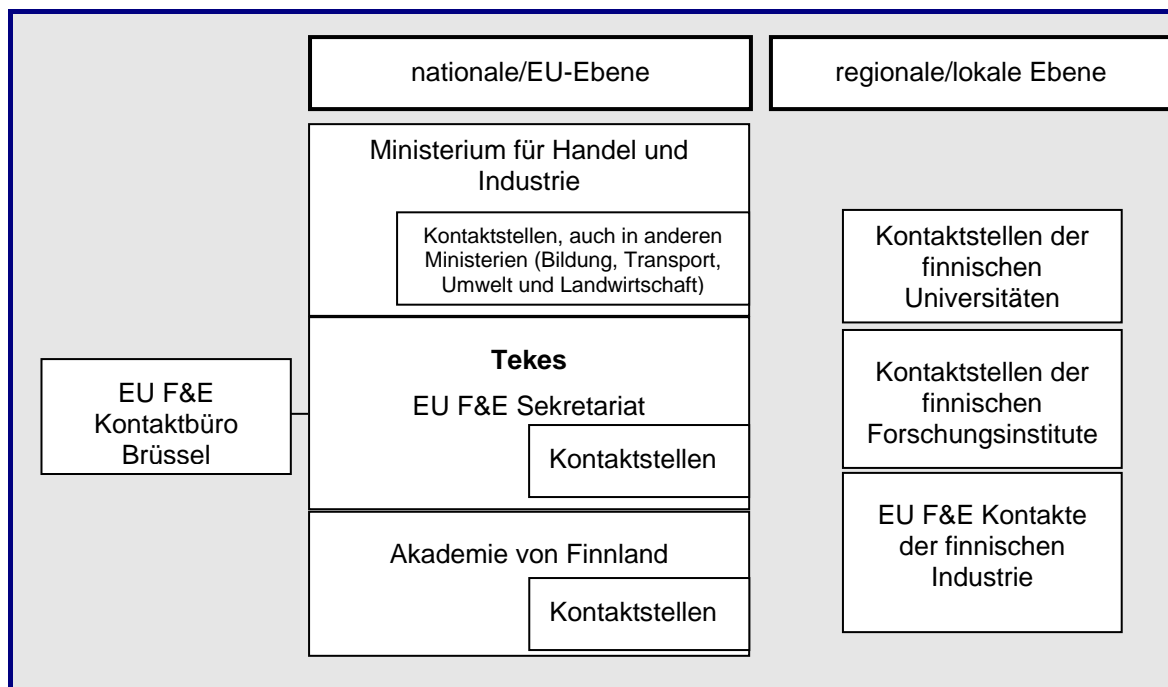 nationale/EU-Ebene
regionale/lokale Ebene
Ministerium für Handel und
Industrie
Kontaktstellen, auch in anderen
Ministerien (Bildung, Transport,
Umwelt und Landwirtschaft)
EU F&E
Kontaktbüro
Brüssel
Tekes
EU F&E Sekretariat
Kontaktstellen
Akademie von Finnland
Kontaktstellen
Kontaktstellen der
finnischen
Universitäten
Kontaktstellen der
finnischen
Forschungsinstitute
EU F&E Kontakte
der finnischen
Industrie